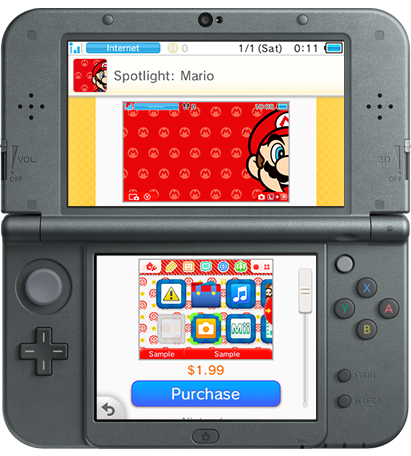 Internet 0 1/1 (Sat) 0:11
Spotlight: Mario
VOL.
OFF
3D
OFF
X
Y
A
B
Mii
Sample Sample
$1.99
Purchase
START
SELECT
MIC